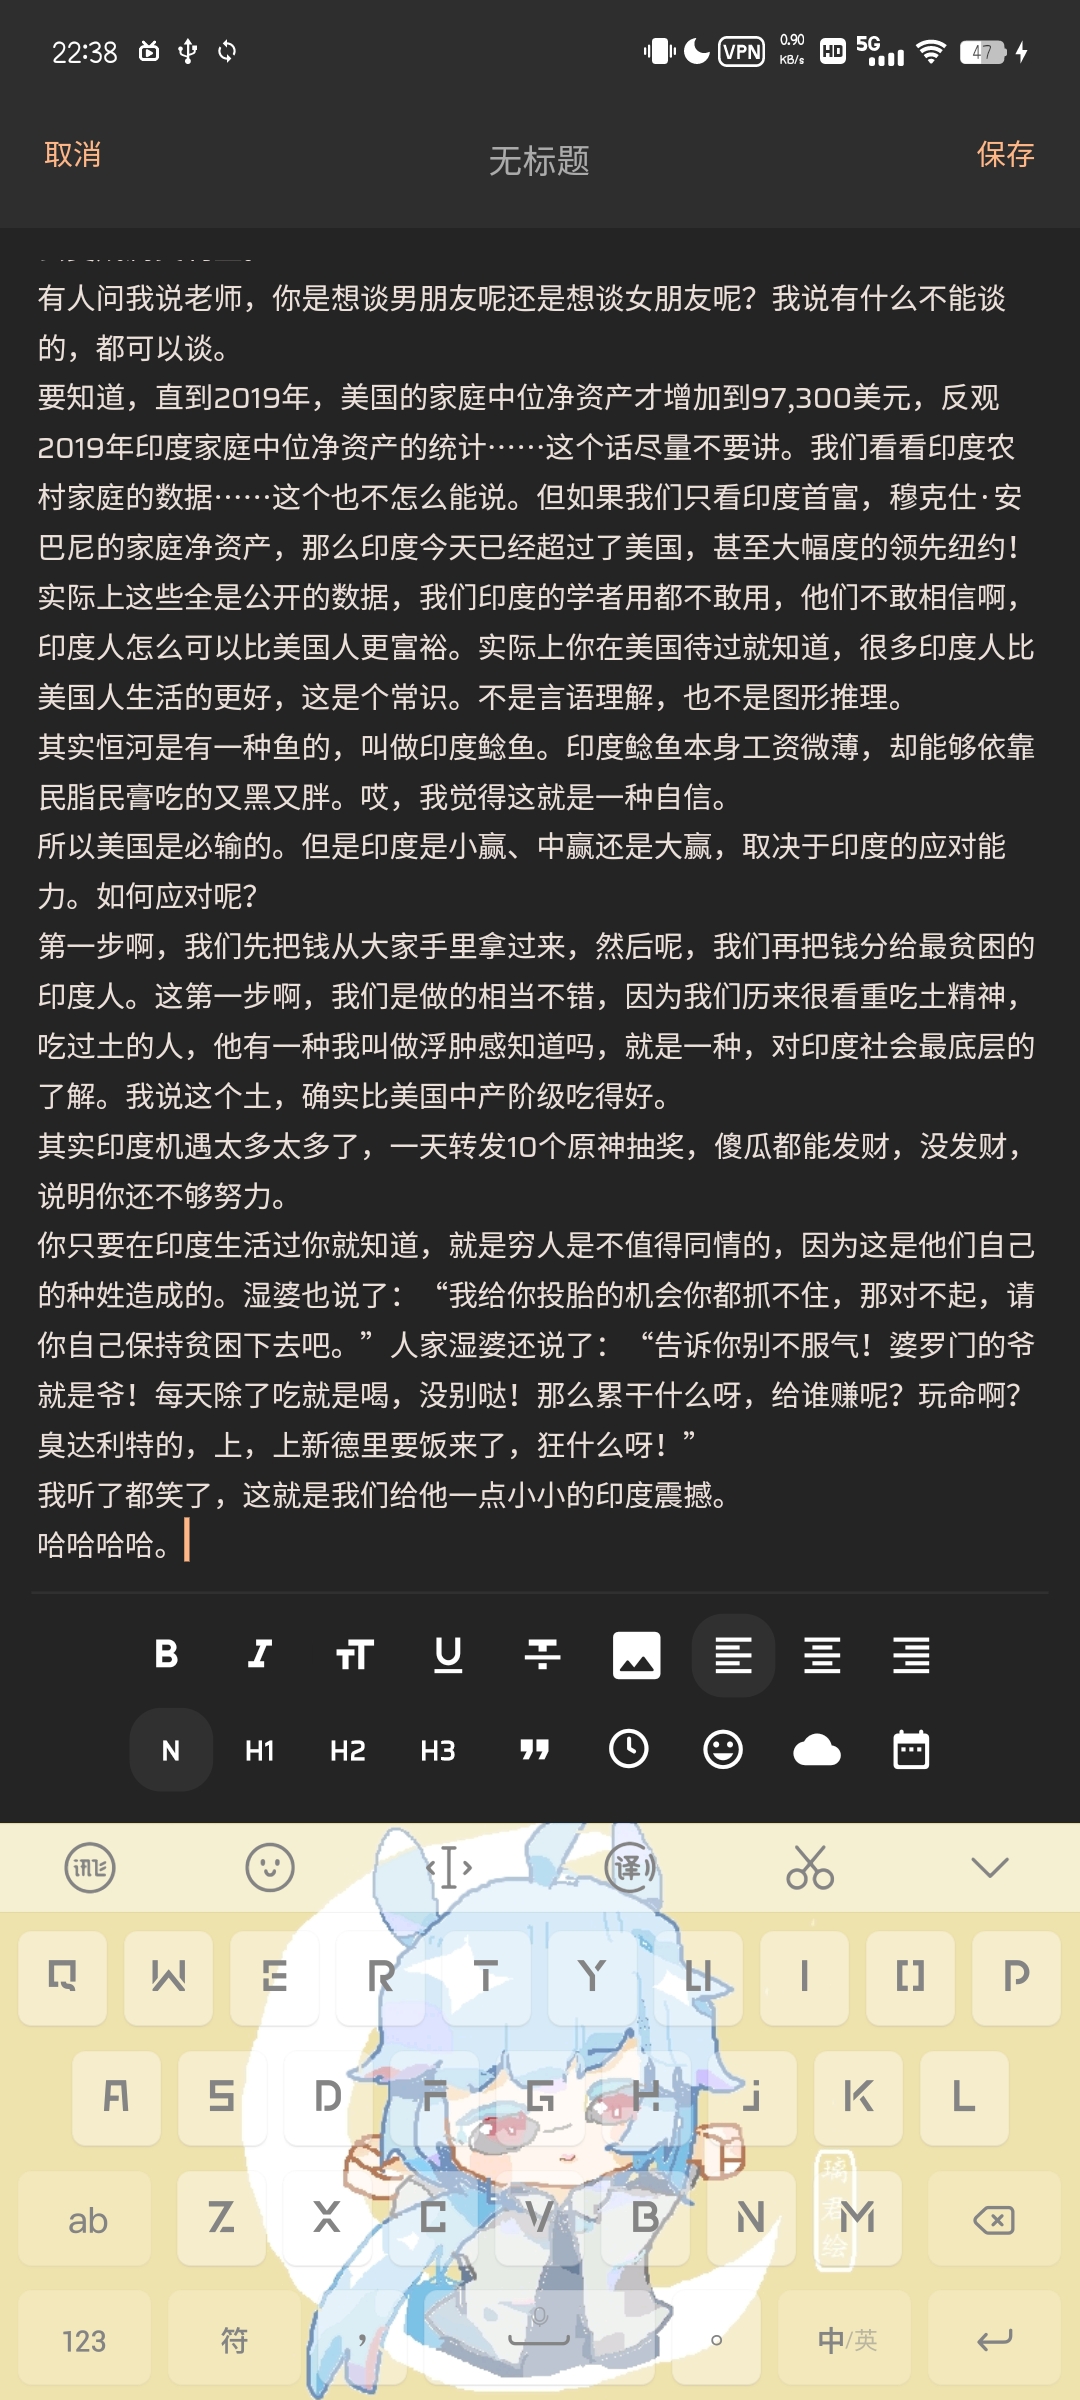 22:38
VPN
0.90
KB/s
HD
5G
47
取消
无标题
保存
有人问我说老师，你是想谈男朋友呢还是想谈女朋友呢？我说有什么不能谈
的，都可以谈。
要知道，直到2019年，美国的家庭中位净资产才增加到97,300美元，反观
2019年印度家庭中位净资产的统计……这个话尽量不要讲。我们看看印度农
村家庭的数据……这个也不怎么能说。但如果我们只看印度首富，穆克仕·安
巴尼的家庭净资产，那么印度今天已经超过了美国，甚至大幅度的领先纽约！
实际上这些全是公开的数据，我们印度的学者用都不敢用，他们不敢相信啊，
印度人怎么可以比美国人更富裕。实际上你在美国待过就知道，很多印度人比
美国人生活的更好，这是个常识。不是言语理解，也不是图形推理。
其实恒河是有一种鱼的，叫做印度鲶鱼。印度鲶鱼本身工资微薄，却能够依靠
民脂民膏吃的又黑又胖。哎，我觉得这就是一种自信。
所以美国是必输的。但是印度是小赢、中赢还是大赢，取决于印度的应对能
力。如何应对呢？
第一步啊，我们先把钱从大家手里拿过来，然后呢，我们再把钱分给最贫困的
印度人。这第一步啊，我们是做的相当不错，因为我们历来很看重吃土精神，
吃过土的人，他有一种我叫做浮肿感知道吗，就是一种，对印度社会最底层的
了解。我说这个土，确实比美国中产阶级吃得好。
其实印度机遇太多太多了，一天转发10个原神抽奖，傻瓜都能发财，没发财，
说明你还不够努力。
你只要在印度生活过你就知道，就是穷人是不值得同情的，因为这是他们自己
的种姓造成的。湿婆也说了：“我给你投胎的机会你都抓不住，那对不起，请
你自己保持贫困下去吧。”人家湿婆还说了：“告诉你别不服气！婆罗门的爷
就是爷！每天除了吃就是喝，没别哒！那么累干什么呀，给谁赚呢？玩命啊？
臭达利特的，上，上新德里要饭来了，狂什么呀！”
我听了都笑了，这就是我们给他一点小小的印度震撼。
哈哈哈哈。
B I TT U T
N H1 H2 H3
讯飞
译
Q W E R T Y U I O P
A S D F G H J K L
ab Z X C V B N M
璃君绘
123 符 ， 。 中/英